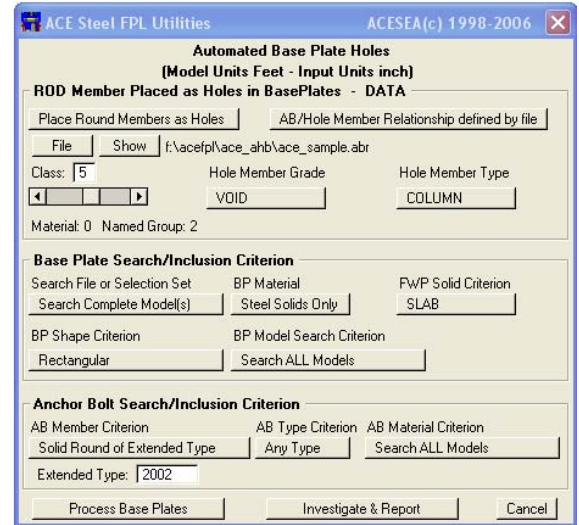 ACE Steel FPL Utilities ACESEA(c) 1998-2006
Automated Base Plate Holes
(Model Units Feet - Input Units inch)
ROD Member Placed as Holes in BasePlates - DATA
Place Round Members as Holes AB/Hole Member Relationship defined by file
File Show f:\acefpl\ace_ahb\ace_sample.abr
Class: 5 Hole Member Grade Hole Member Type
VOID COLUMN
Material: 0 Named Group: 2
Base Plate Search/Inclusion Criterion
Search File or Selection Set BP Material FWP Solid Criterion
Search Complete Model(s) Steel Solids Only SLAB
BP Shape Criterion BP Model Search Criterion
Rectangular Search ALL Models
Anchor Bolt Search/Inclusion Criterion
AB Member Criterion AB Type Criterion AB Material Criterion
Solid Round of Extended Type Any Type Search ALL Models
Extended Type: 2002
Process Base Plates Investigate & Report Cancel